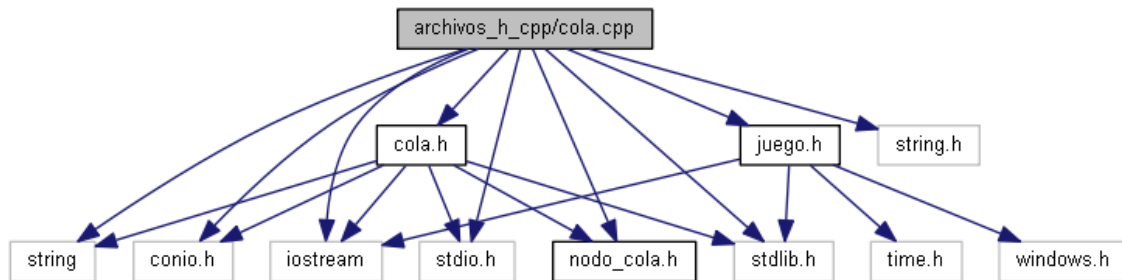 archivos_h_cpp/cola.cpp
cola.h
juego.h
string.h
string
conio.h
iostream
stdio.h
nodo_cola.h
stdlib.h
time.h
windows.h